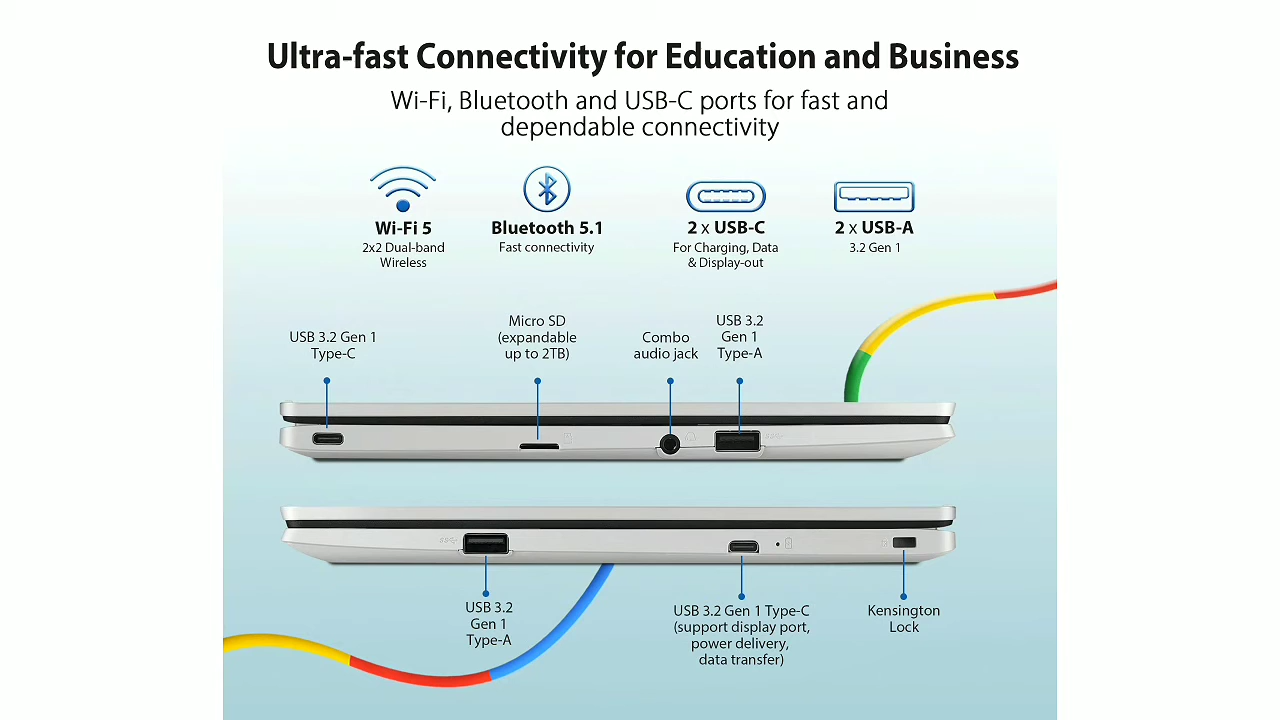 Ultra-fast Connectivity for Education and Business
Wi-Fi, Bluetooth and USB-C ports for fast and
dependable connectivity
Wi-Fi 5
2x2 Dual-band
Wireless
Bluetooth 5.1
Fast connectivity
2 x USB-C
For Charging, Data
& Display-out
2 x USB-A
3.2 Gen 1
USB 3.2 Gen 1
Type-C
Micro SD
(expandable
up to 2TB)
Combo
audio jack
USB 3.2
Gen 1
Type-A
USB 3.2
Gen 1
Type-A
USB 3.2 Gen 1 Type-C
(support display port,
power delivery,
data transfer)
Kensington
Lock